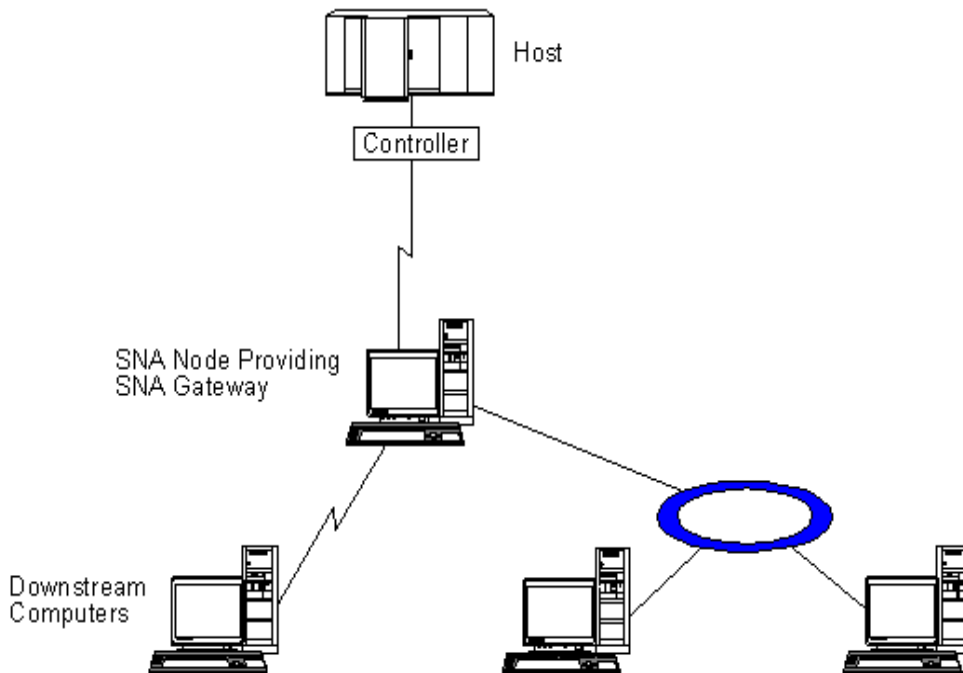 Host
Controller
SNA Node Providing
SNA Gateway
Downstream
Computers